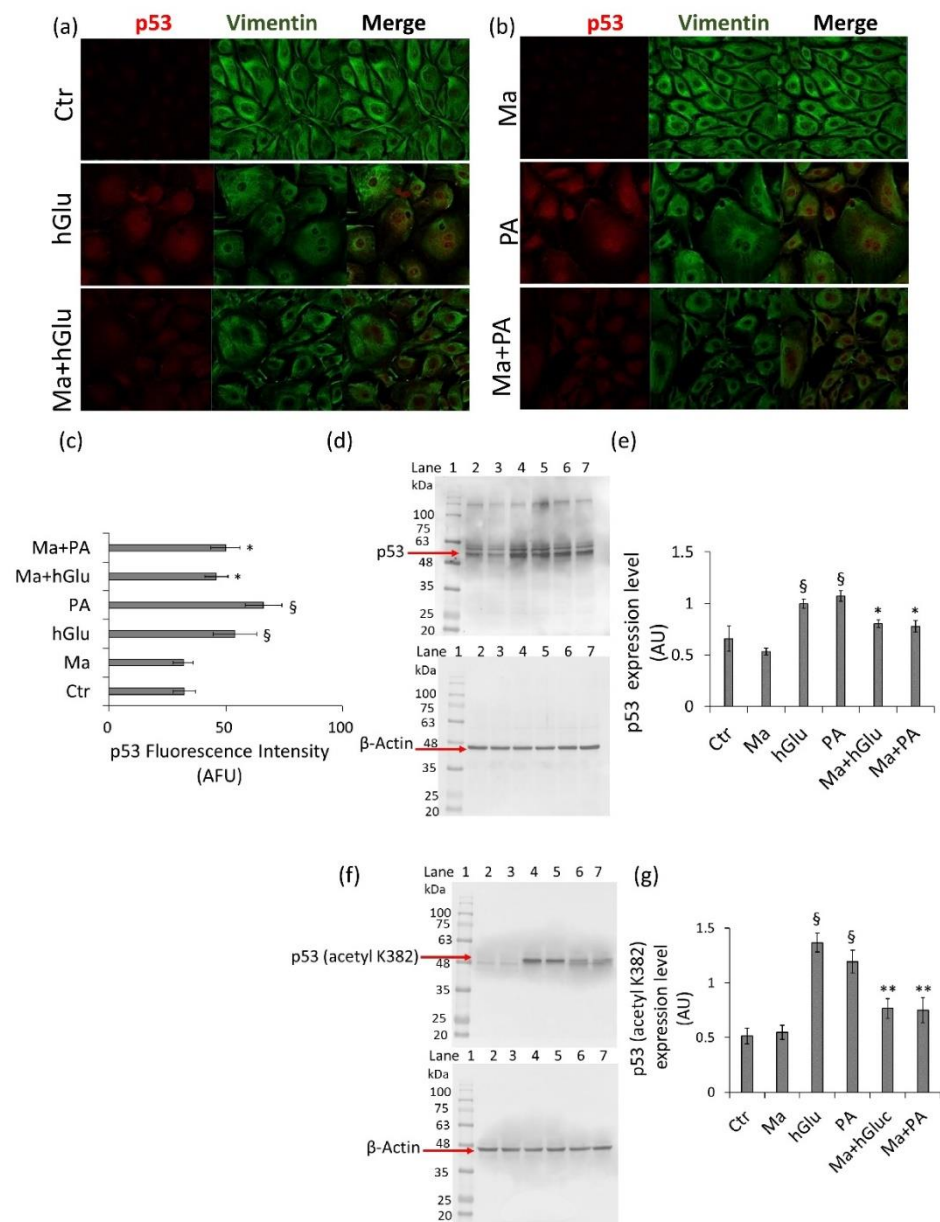 (a) p53 Vimentin Merge
Ctr
hGlu
Ma+hGlu
(b) p53 Vimentin Merge
Ma
PA
Ma+PA
(c)
Ma+PA *
Ma+hGlu *
PA §
hGlu §
Ma
Ctr
0 50 100
p53 Fluorescence Intensity
(AFU)
(d)
Lane 1 2 3 4 5 6 7
kDa
100
75
63
p53
48
35
25
20
Lane 1 2 3 4 5 6 7
kDa
100
75
63
β-Actin 48
35
25
20
(e)
p53 expression level
(AU)
1.5
1
0.5
0
§ § * *
Ctr Ma hGlu PA Ma+hGlu Ma+PA
(f)
Lane 1 2 3 4 5 6 7
kDa
100
75
63
p53 (acetyl K382)
48
35
25
20
Lane 1 2 3 4 5 6 7
kDa
100
75
63
48
β-Actin
35
25
20
(g)
p53 (acetyl K382)
expression level
(AU)
1.5
1
0.5
0
§ § ** **
Ctr Ma hGlu PA Ma+hGluc Ma+PA